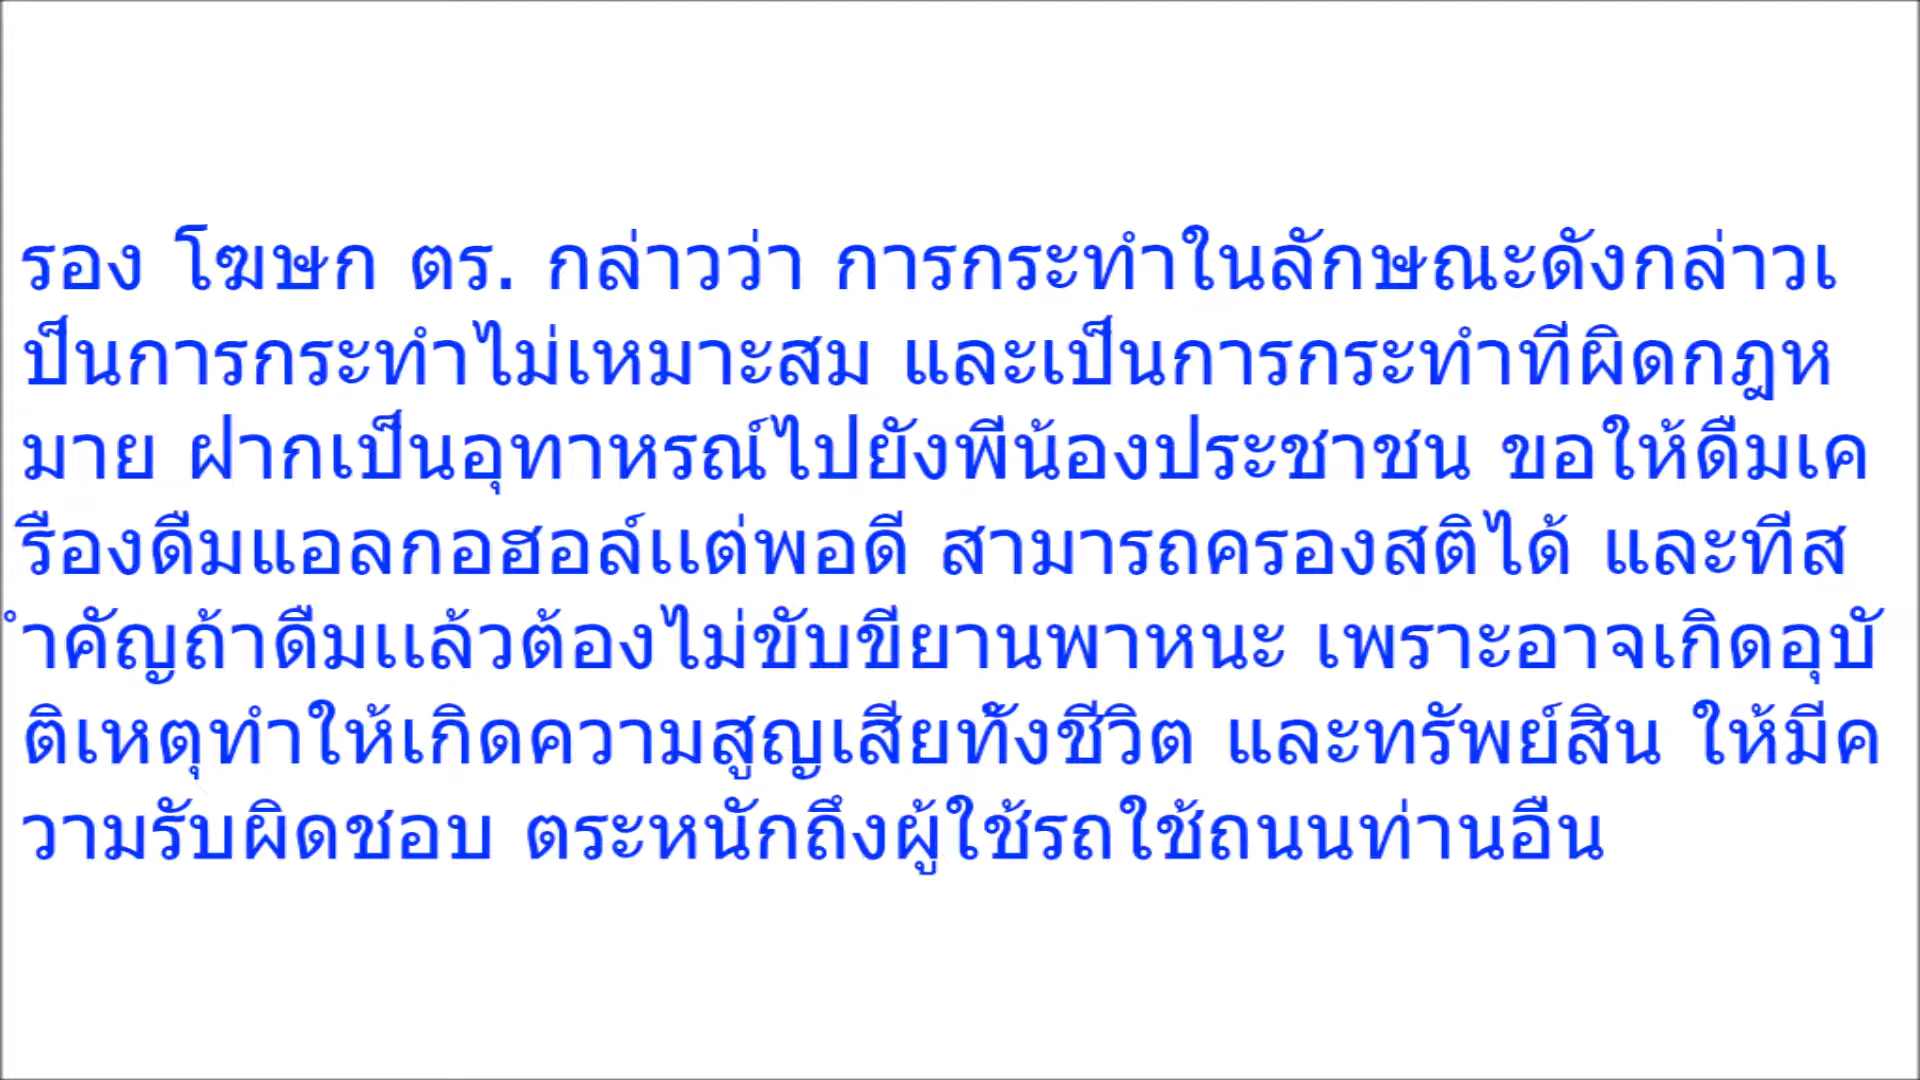 รอง โฆษก ตร. กล่าวว่า การกระทำในลักษณะดังกล่าวเ
ป็นการกระทำไม่เหมาะสม และเป็นการกระทำที่ผิดกฎห
มาย ฝากเป็นอุทาหรณ์ไปยังพี่น้องประชาชน ขอให้ดื่มเค
รื่องดื่มแอลกอฮอล์แต่พอดี สามารถครองสติได้ และที่ส
ำคัญถ้าดื่มแล้วต้องไม่ขับขี่ยานพาหนะ เพราะอาจเกิดอุบั
ติเหตุทำให้เกิดความสูญเสียทั้งชีวิต และทรัพย์สิน ให้มีค
วามรับผิดชอบ ตระหนักถึงผู้ใช้รถใช้ถนนท่านอื่น